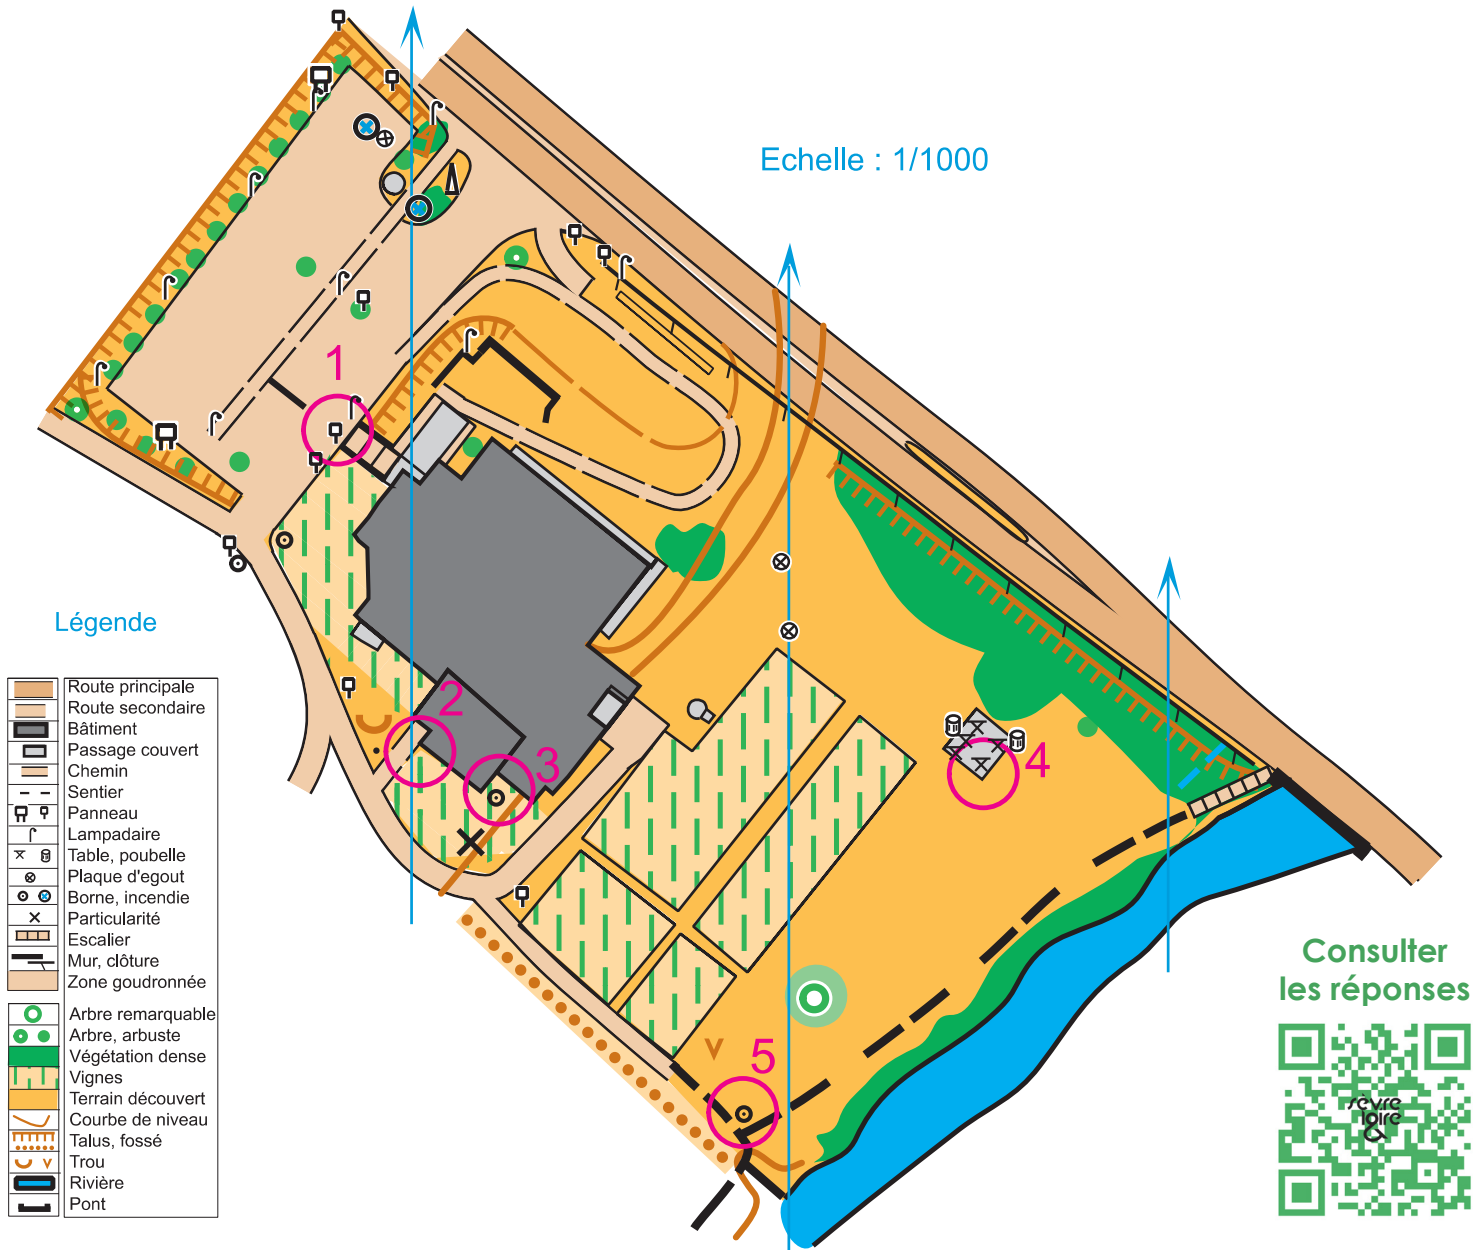 Echelle : 1/1000
1
2
3
4
5
Légende
Route principale
Route secondaire
Bâtiment
Passage couvert
Chemin
Sentier
Panneau
Lampadaire
Table, poubelle
Plaque d'egout
Borne, incendie
Particularité
Escalier
Mur, clôture
Zone goudronnée
Arbre remarquable
Arbre, arbuste
Végétation dense
Vignes
Terrain découvert
Courbe de niveau
Talus, fossé
Trou
Rivière
Pont
Consulter
les réponses
sèvre
loire
&